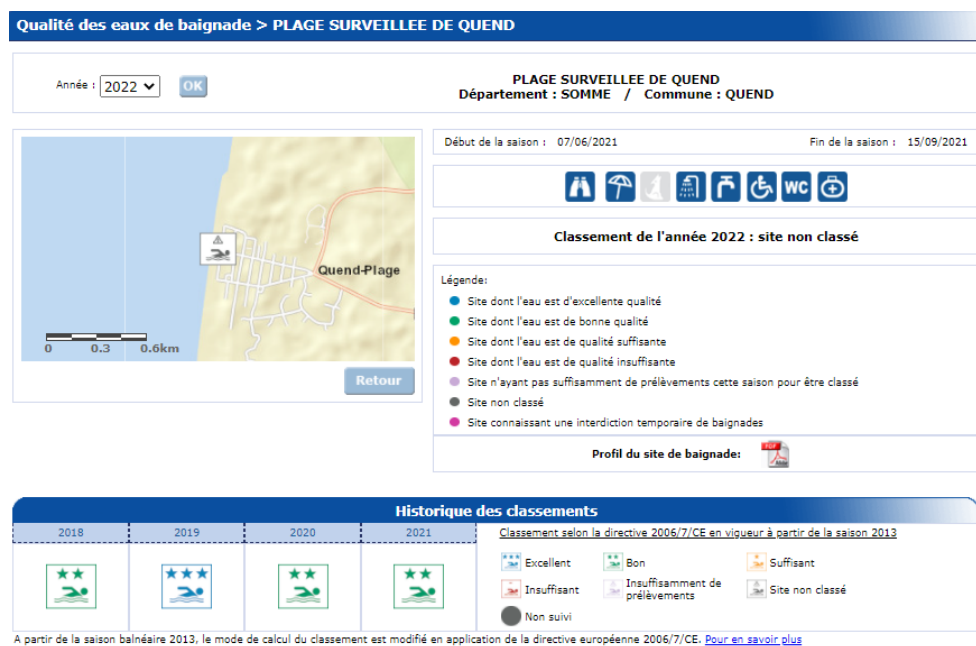 Qualité des eaux de baignade > PLAGE SURVEILLEE DE QUEND
Année : 2022 OK
PLAGE SURVEILLEE DE QUEND
Département : SOMME / Commune : QUEND
Début de la saison : 07/06/2021 Fin de la saison : 15/09/2021
WC
Classement de l'année 2022 : site non classé
Quend-Plage
0 0.3 0.6km
Retour
Légende:
Site dont l'eau est d'excellente qualité
Site dont l'eau est de bonne qualité
Site dont l'eau est de qualité suffisante
Site dont l'eau est de qualité insuffisante
Site n'ayant pas suffisamment de prélèvements cette saison pour être classé
Site non classé
Site connaissant une interdiction temporaire de baignades
Profil du site de baignade: PDF
Historique des classements
2018 2019 2020 2021
Classement selon la directive 2006/7/CE en vigueur à partir de la saison 2013
Excellent Bon Suffisant
Insuffisant Insuffisamment de prélèvements Site non classé
Non suivi
A partir de la saison balnéaire 2013, le mode de calcul du classement est modifié en application de la directive européenne 2006/7/CE. Pour en savoir plus